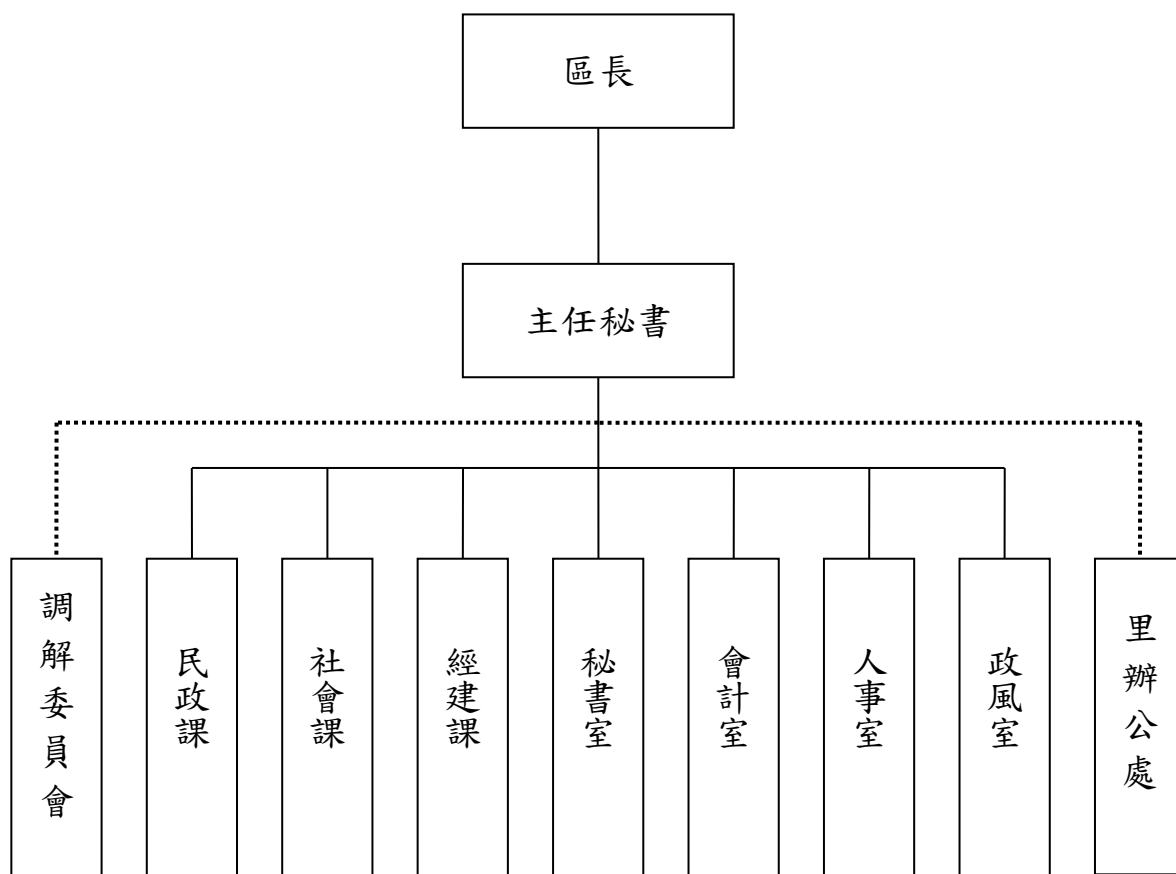 區長
主任秘書
調解委員會
民政課
社會課
經建課
秘書室
會計室
人事室
政風室
里辦公處